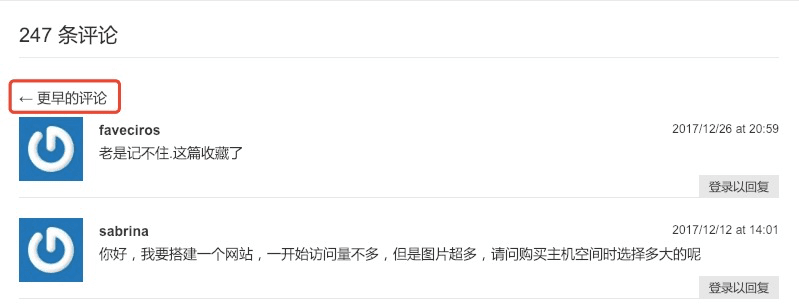 247 条评论
← 更早的评论
faveciros
2017/12/26 at 20:59
老是记不住.这篇收藏了
登录以回复
sabrina
2017/12/12 at 14:01
你好，我要搭建一个网站，一开始访问量不多，但是图片超多，请问购买主机空间时选择多大的呢
登录以回复